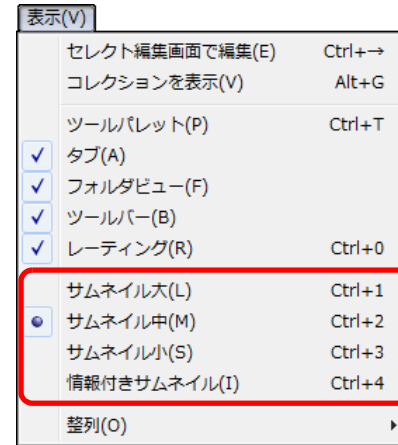 表示(V)
セレクト編集画面で編集(E) Ctrl+→
コレクションを表示(V) Alt+G
ツールパレット(P) Ctrl+T
タブ(A)
フォルダビュー(F)
ツールバー(B)
レーティング(R) Ctrl+0
サムネイル大(L) Ctrl+1
サムネイル中(M) Ctrl+2
サムネイル小(S) Ctrl+3
情報付きサムネイル(I) Ctrl+4
整列(O)